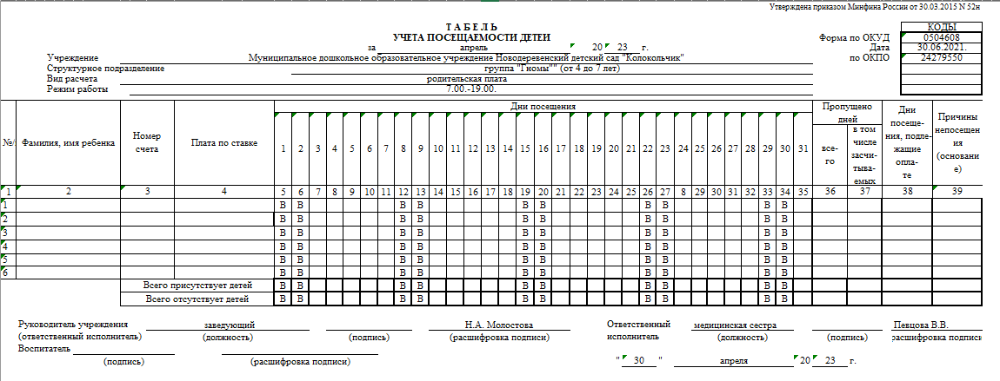 Утверждена приказом Минфина России от 30.03.2015 N 52н
Т А Б Е Л Ь
УЧЕТА ПОСЕЩАЕМОСТИ ДЕТЕЙ
за апрель 20 23 г.
КОДЫ
Форма по ОКУД 0504608
Дата 30.06.2021.
по ОКПО 24279550
Учреждение Муниципальное дошкольное образовательное учреждение Новодеревенский детский сад "Колокольчик"
Структурное подразделение группа "Гномы"" (от 4 до 7 лет)
Вид расчета родительская плата
Режим работы 7.00.-19.00.
№/ Фамилия, имя ребенка Номер счета Плата по ставке Дни посещения Пропущено дней Дни посеще-ния, подле-жащие опла-те Причины непосещения (основание)
1 2 3 4 5 6 7 8 9 10 11 12 13 14 15 16 17 18 19 20 21 22 23 24 25 26 27 28 29 30 31 все-го в том числе засчи-тыва-емых
1 2 3 4 5 6 7 8 9 10 11 12 13 14 15 16 17 18 19 20 21 22 23 24 25 26 27 8 29 30 31 32 33 34 35 36 37 38 39
1 В В В В В В В В В В
2 В В В В В В В В В В
3 В В В В В В В В В В
4 В В В В В В В В В В
5 В В В В В В В В В В
6 В В В В В В В В В В
Всего присутствует детей В В В В В В В В В В
Всего отсутствует детей В В В В В В В В В В
Руководитель учреждения заведующий Н.А. Молостова Ответственный медицинская сестра Певцова В.В.
(ответственный исполнитель) (должность) (подпись) (расшифровка подписи) исполнитель (должность) (подпись) расшифровка подписи
Воспитатель
(подпись) (расшифровка подписи) " 30 " апреля 20 23 г.